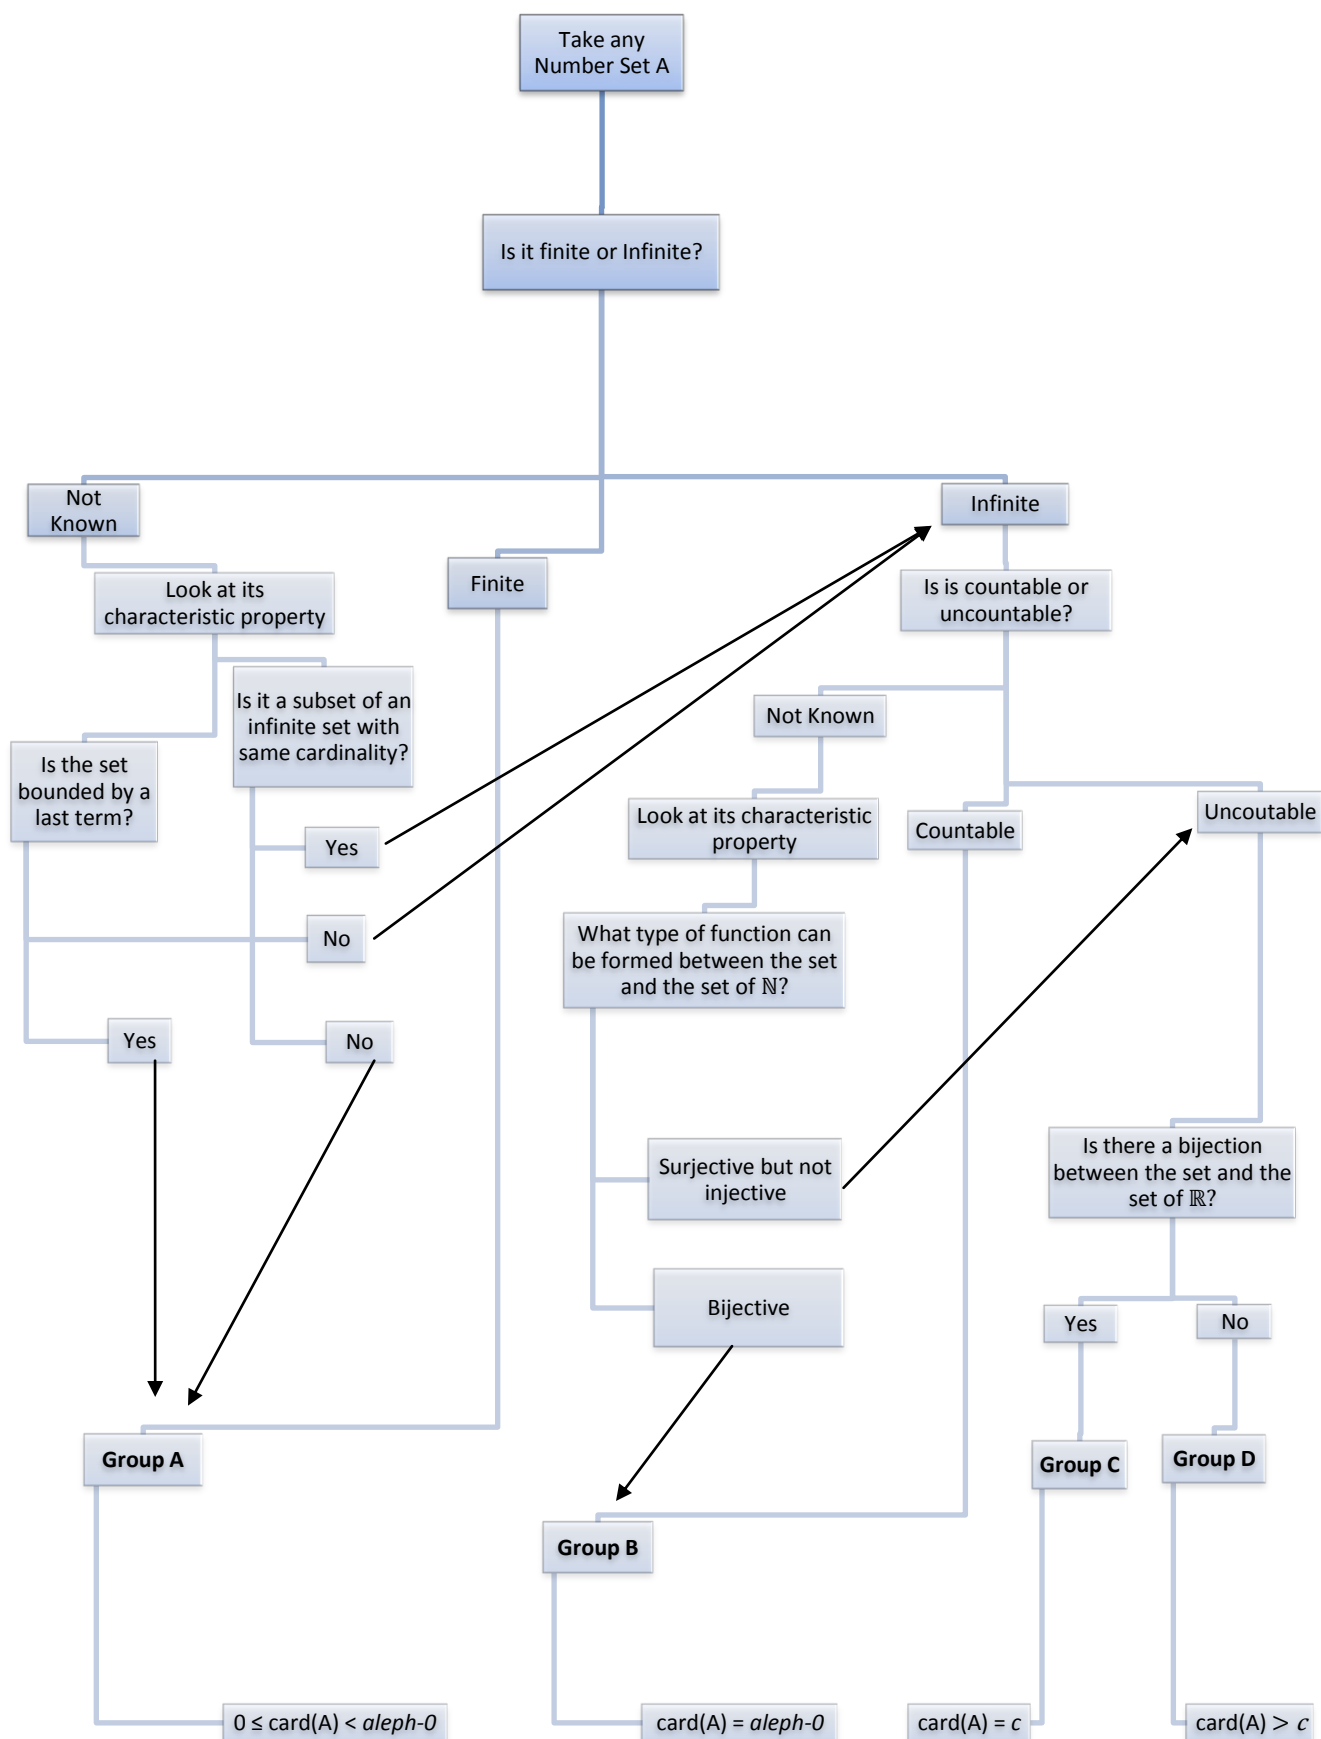 Take any
Number Set A
Is it finite or Infinite?
Not
Known
Infinite
Look at its
characteristic property
Finite
Is is countable or
uncountable?
Is it a subset of an
infinite set with
same cardinality?
Not Known
Is the set
bounded by a
last term?
Look at its characteristic
property
Countable
Uncoutable
Yes
No
What type of function can
be formed between the set
and the set of ℕ?
Yes
No
Surjective but not
injective
Is there a bijection
between the set and the
set of ℝ?
Bijective
Yes
No
Group A
Group C
Group D
Group B
0 ≤ card(A) < aleph-0
card(A) = aleph-0
card(A) = c
card(A) > c